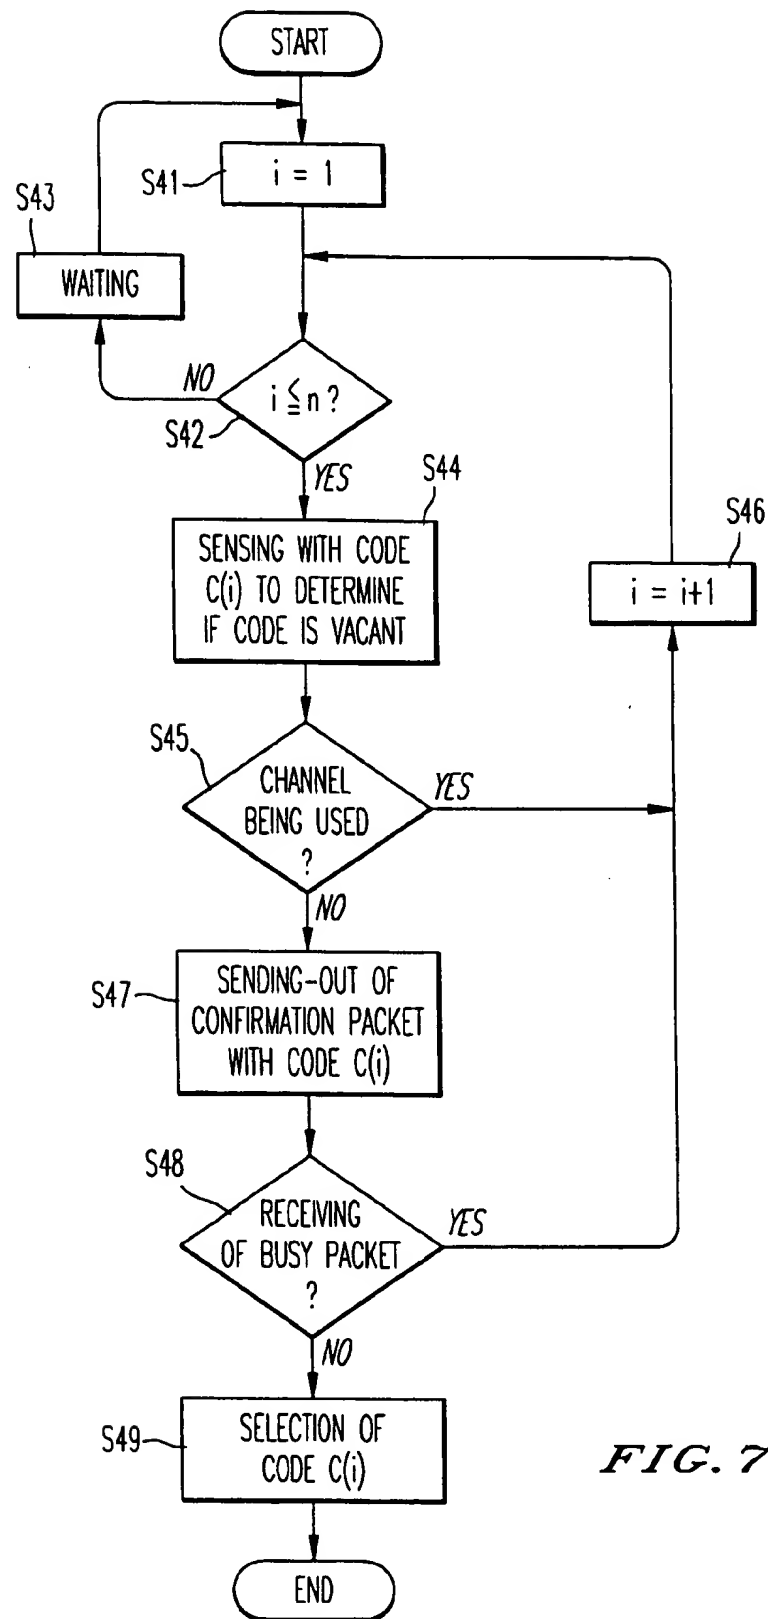 START
S41
i = 1
S43
WAITING
NO
i ≦ n ?
S42
YES
S44
SENSING WITH CODE
C(i) TO DETERMINE
IF CODE IS VACANT
S46
i = i+1
S45
CHANNEL
BEING USED
?
YES
NO
S47
SENDING-OUT OF
CONFIRMATION PACKET
WITH CODE C(i)
S48
RECEIVING
OF BUSY PACKET
?
YES
NO
S49
SELECTION OF
CODE C(i)
FIG. 7
END